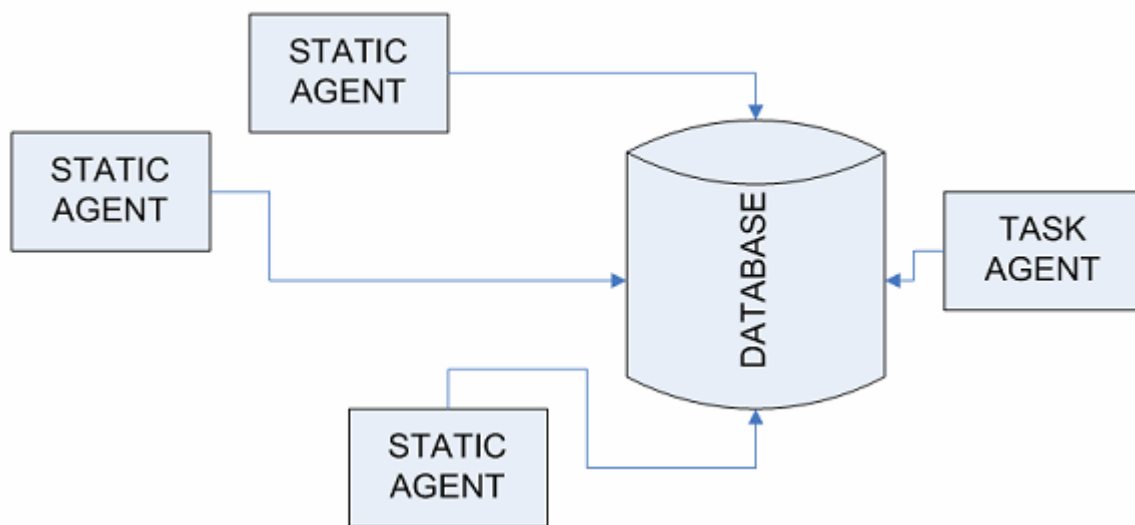 STATIC
AGENT
STATIC
AGENT
DATABASE
TASK
AGENT
STATIC
AGENT